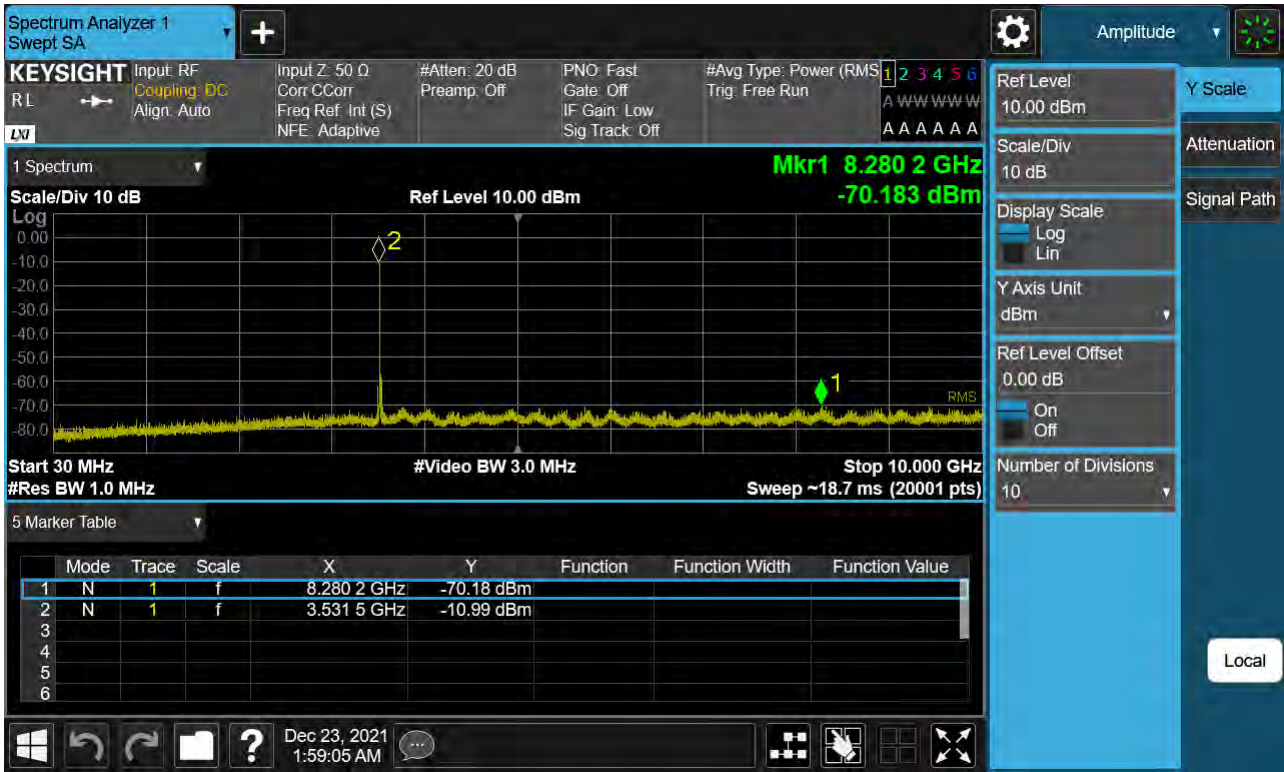 Spectrum Analyzer 1
Swept SA
+
Amplitude
KEYSIGHT
RL
LXI
Input: RF
Coupling: DC
Align: Auto
Input Z: 50 Ω
Corr CCorr
Freq Ref: Int (S)
NFE: Adaptive
#Atten: 20 dB
Preamp: Off
PNO: Fast
Gate: Off
IF Gain: Low
Sig Track: Off
#Avg Type: Power (RMS
Trig: Free Run
1 2 3 4 5 6
A W W W W W
A A A A A A
1 Spectrum
Mkr1 8.280 2 GHz
-70.183 dBm
Scale/Div 10 dB
Ref Level 10.00 dBm
Log
0.00
-10.0
-20.0
-30.0
-40.0
-50.0
-60.0
-70.0
-80.0
2
1
RMS
Start 30 MHz
#Video BW 3.0 MHz
Stop 10.000 GHz
#Res BW 1.0 MHz
Sweep ~18.7 ms (20001 pts)
5 Marker Table
Mode Trace Scale X Y Function Function Width Function Value
1 N 1 f 8.280 2 GHz -70.18 dBm
2 N 1 f 3.531 5 GHz -10.99 dBm
3
4
5
6
Ref Level
10.00 dBm
Scale/Div
10 dB
Display Scale
Log
Lin
Y Axis Unit
dBm
Ref Level Offset
0.00 dB
On
Off
Number of Divisions
10
Y Scale
Attenuation
Signal Path
Local
?
Dec 23, 2021
1:59:05 AM